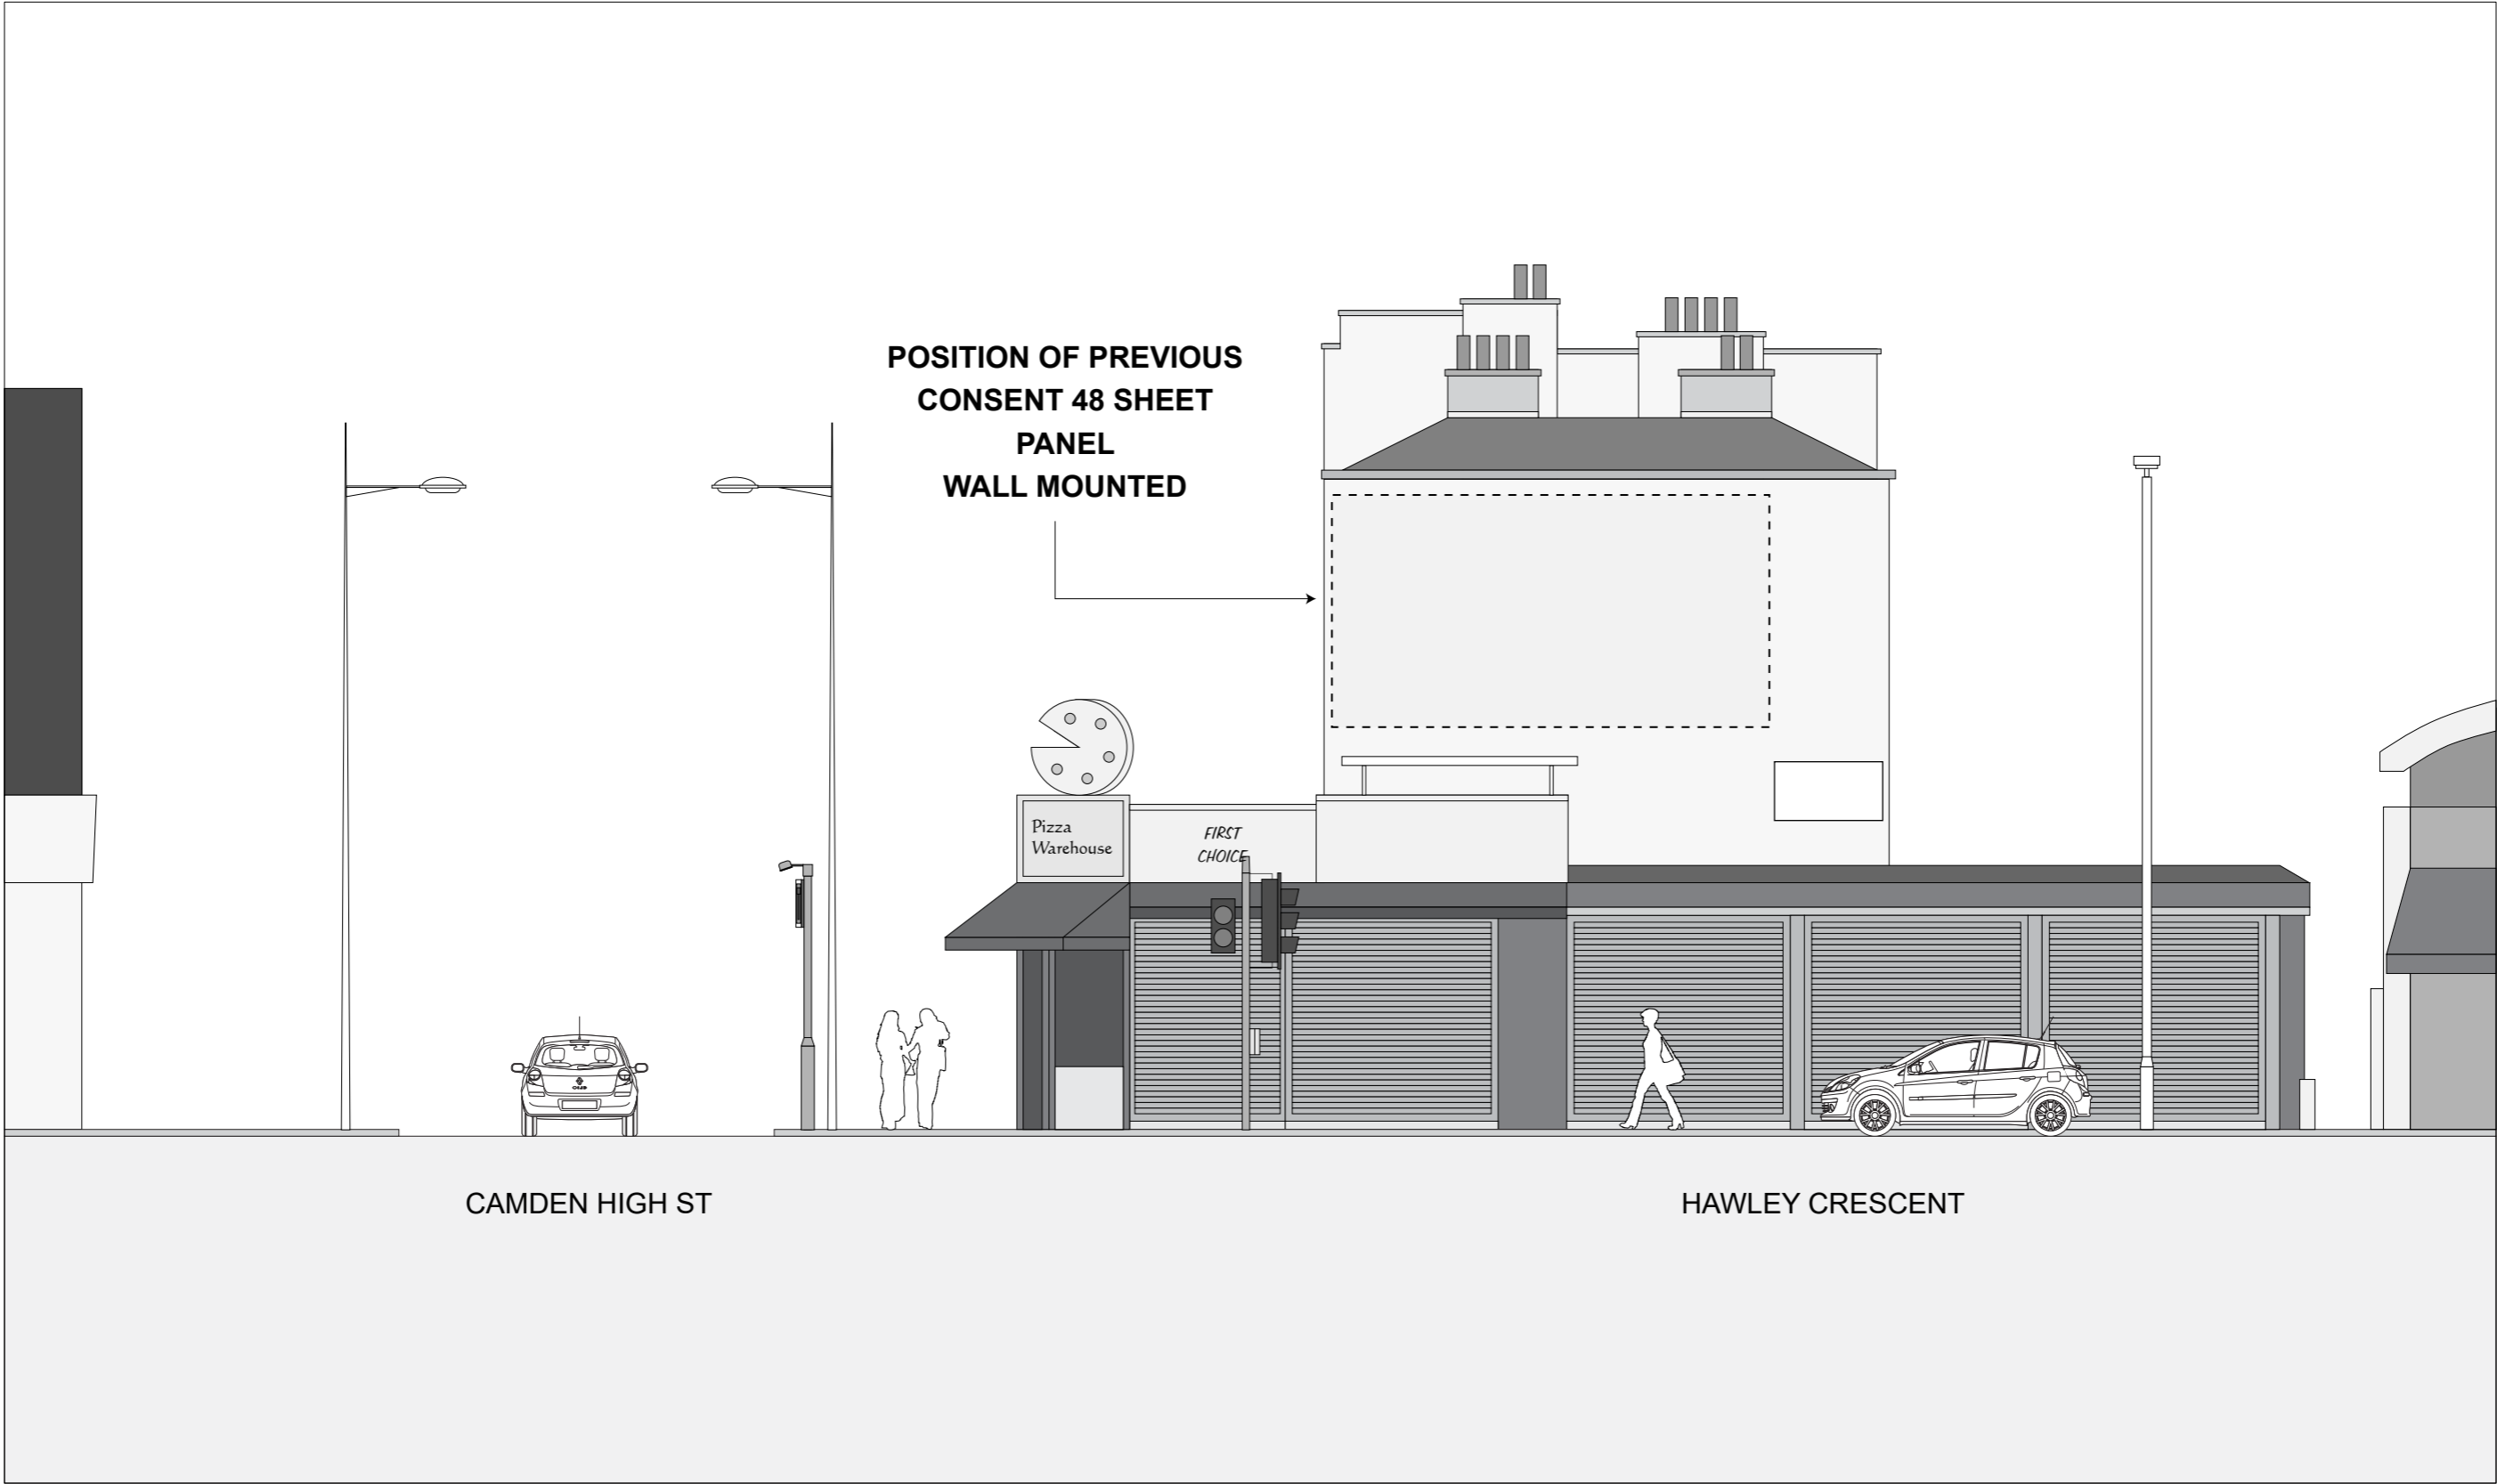 POSITION OF PREVIOUS
CONSENT 48 SHEET
PANEL
WALL MOUNTED
Pizza
Warehouse
FIRST
CHOICE
CAMDEN HIGH ST
HAWLEY CRESCENT